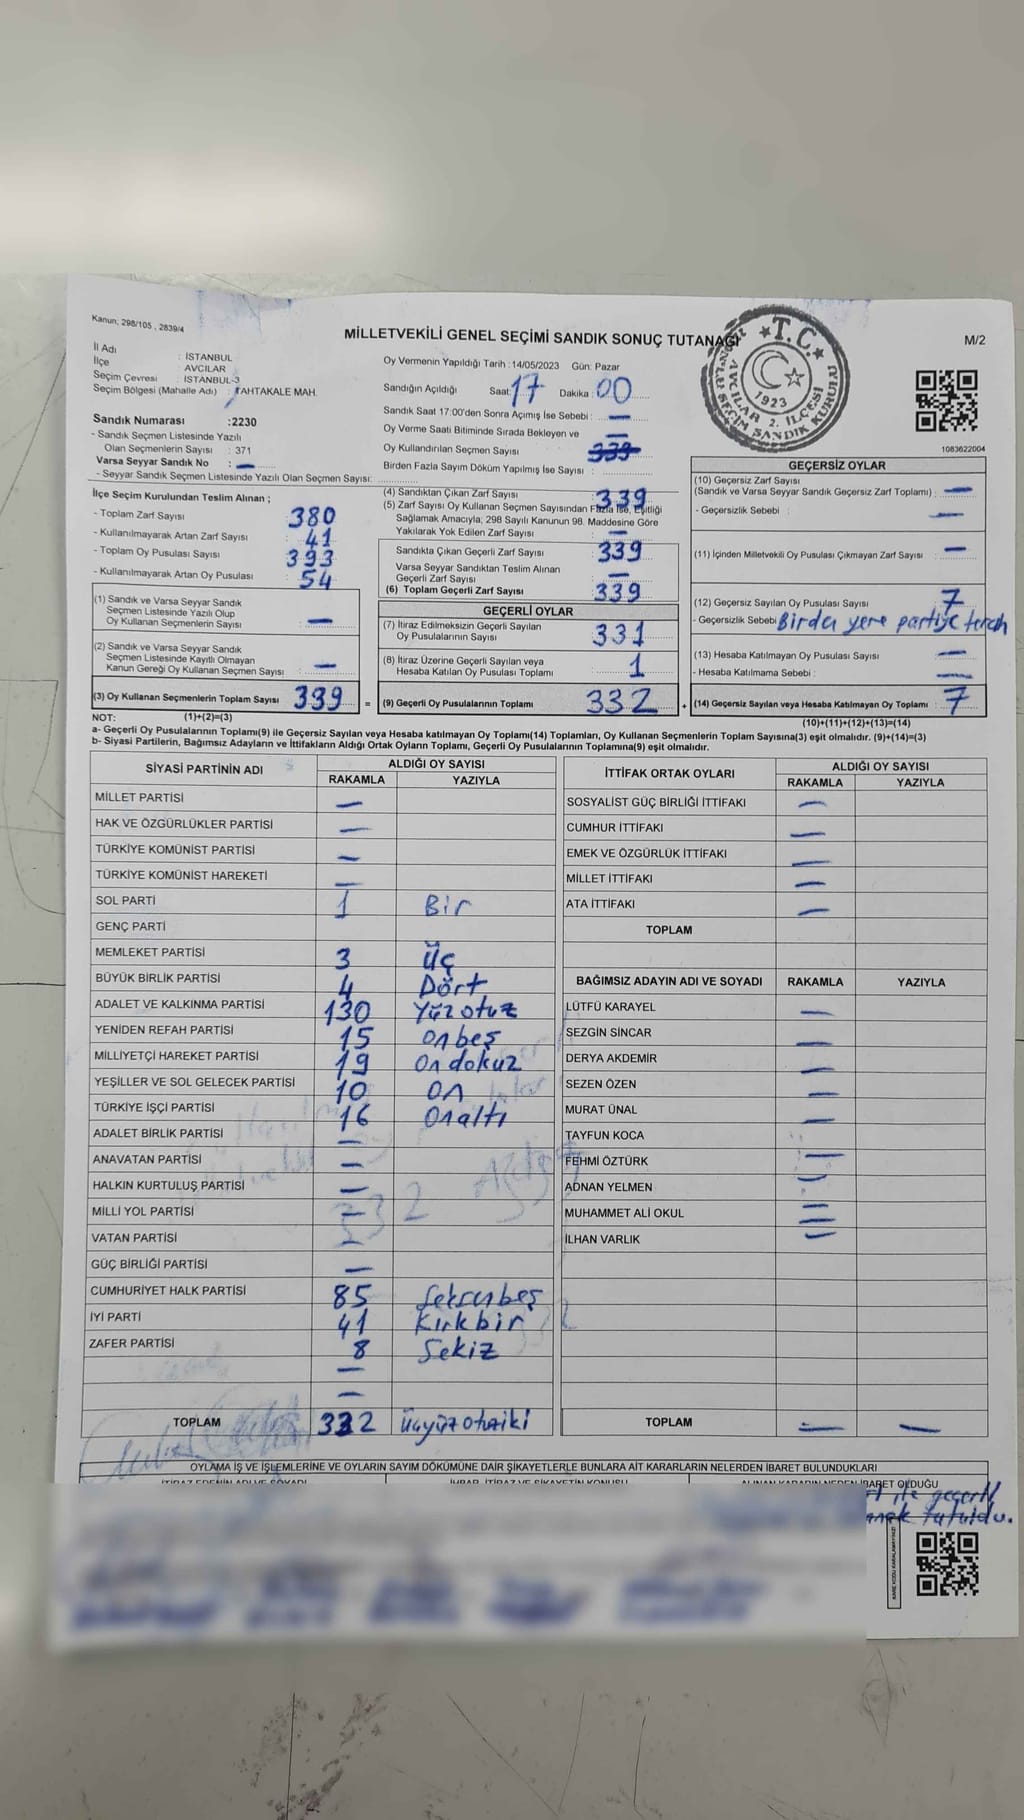 Kanun; 298/105 , 2839/4
MİLLETVEKİLİ GENEL SEÇİMİ SANDIK SONUÇ TUTANAĞI
M/2
İl Adı : İSTANBUL
İlçe AVCILAR
Seçim Çevresi : İSTANBUL-3
Seçim Bölgesi (Mahalle Adı) : TAHTAKALE MAH.
Sandık Numarası :2230
- Sandık Seçmen Listesinde Yazılı
Olan Seçmenlerin Sayısı : 371
Varsa Seyyar Sandık No : —
- Seyyar Sandık Seçmen Listesinde Yazılı Olan Seçmen Sayısı:
Oy Vermenin Yapıldığı Tarih :14/05/2023 Gün: Pazar
Sandığın Açıldığı Saat: 17 Dakika: 00
Sandık Saat 17:00'den Sonra Açımış İse Sebebi : —
Oy Verme Saati Bitiminde Sırada Bekleyen ve —
Oy Kullandırılan Seçmen Sayısı : 339
Birden Fazla Sayım Döküm Yapılmış İse Sayısı :
T.C.
1923
AVCILAR 2. İLÇESİ
SEÇİM SANDIK KURULU
1083622004
İlçe Seçim Kurulundan Teslim Alınan ;
- Toplam Zarf Sayısı 380
- Kullanılmayarak Artan Zarf Sayısı 41
- Toplam Oy Pusulası Sayısı 393
- Kullanılmayarak Artan Oy Pusulası 54
(1) Sandık ve Varsa Seyyar Sandık
Seçmen Listesinde Yazılı Olup
Oy Kullanan Seçmenlerin Sayısı —
(2) Sandık ve Varsa Seyyar Sandık
Seçmen Listesinde Kayıtlı Olmayan
Kanun Gereği Oy Kullanan Seçmen Sayısı —
(3) Oy Kullanan Seçmenlerin Toplam Sayısı 339 =
(4) Sandıktan Çıkan Zarf Sayısı 339
(5) Zarf Sayısı Oy Kullanan Seçmen Sayısından Fazla İse, Eşitliği
Sağlamak Amacıyla, 298 Sayılı Kanunun 98. Maddesine Göre
Yakılarak Yok Edilen Zarf Sayısı : —
Sandıkta Çıkan Geçerli Zarf Sayısı 339
Varsa Seyyar Sandıktan Teslim Alınan
Geçerli Zarf Sayısı —
(6) Toplam Geçerli Zarf Sayısı 339
GEÇERLİ OYLAR
(7) İtiraz Edilmeksizin Geçerli Sayılan
Oy Pusulalarının Sayısı 331
(8) İtiraz Üzerine Geçerli Sayılan veya
Hesaba Katılan Oy Pusulası Toplamı 1
(9) Geçerli Oy Pusulalarının Toplamı 332 +
GEÇERSİZ OYLAR
(10) Geçersiz Zarf Sayısı
(Sandık ve Varsa Seyyar Sandık Geçersiz Zarf Toplamı) : —
- Geçersizlik Sebebi : —
(11) İçinden Milletvekili Oy Pusulası Çıkmayan Zarf Sayısı : —
(12) Geçersiz Sayılan Oy Pusulası Sayısı 7
- Geçersizlik Sebebi Birden yere partiye tercih
(13) Hesaba Katılmayan Oy Pusulası Sayısı : —
- Hesaba Katılmama Sebebi : —
(14) Geçersiz Sayılan veya Hesaba Katılmayan Oy Toplamı : 7
NOT: (1)+(2)=(3)
(10)+(11)+(12)+(13)=(14)
a- Geçerli Oy Pusulalarının Toplamı(9) ile Geçersiz Sayılan veya Hesaba katılmayan Oy Toplamı(14) Toplamları, Oy Kullanan Seçmenlerin Toplam Sayısına(3) eşit olmalıdır. (9)+(14)=(3)
b- Siyasi Partilerin, Bağımsız Adayların ve İttifakların Aldığı Ortak Oyların Toplamı, Geçerli Oy Pusulalarının Toplamına(9) eşit olmalıdır.
SİYASİ PARTİNİN ADI ALDIĞI OY SAYISI
RAKAMLA YAZIYLA
MİLLET PARTİSİ —
HAK VE ÖZGÜRLÜKLER PARTİSİ —
TÜRKİYE KOMÜNİST PARTİSİ —
TÜRKİYE KOMÜNİST HAREKETİ —
SOL PARTİ 1 Bir
GENÇ PARTİ
MEMLEKET PARTİSİ 3 Üç
BÜYÜK BİRLİK PARTİSİ 4 Dört
ADALET VE KALKINMA PARTİSİ 130 Yüzotuz
YENİDEN REFAH PARTİSİ 15 onbeş
MİLLİYETÇİ HAREKET PARTİSİ 19 On dokuz
YEŞİLLER VE SOL GELECEK PARTİSİ 10 on
TÜRKİYE İŞÇİ PARTİSİ 16 Onaltı
ADALET BİRLİK PARTİSİ —
ANAVATAN PARTİSİ —
HALKIN KURTULUŞ PARTİSİ —
MİLLİ YOL PARTİSİ —
VATAN PARTİSİ —
GÜÇ BİRLİĞİ PARTİSİ —
CUMHURİYET HALK PARTİSİ 85 Seksenbeş
İYİ PARTİ 41 Kırkbir
ZAFER PARTİSİ 8 Sekiz
—
—
TOPLAM 332 Üçyüzotuziki
İTTİFAK ORTAK OYLARI ALDIĞI OY SAYISI
RAKAMLA YAZIYLA
SOSYALİST GÜÇ BİRLİĞİ İTTİFAKI —
CUMHUR İTTİFAKI —
EMEK VE ÖZGÜRLÜK İTTİFAKI —
MİLLET İTTİFAKI —
ATA İTTİFAKI —
TOPLAM
BAĞIMSIZ ADAYIN ADI VE SOYADI RAKAMLA YAZIYLA
LÜTFÜ KARAYEL —
SEZGİN SİNCAR —
DERYA AKDEMİR —
SEZEN ÖZEN —
MURAT ÜNAL —
TAYFUN KOCA
FEHMİ ÖZTÜRK —
ADNAN YELMEN —
MUHAMMET ALİ OKUL —
İLHAN VARLIK —
TOPLAM — —
OYLAMA İŞ VE İŞLEMLERİNE VE OYLARIN SAYIM DÖKÜMÜNE DAİR ŞİKAYETLERLE BUNLARA AİT KARARLARIN NELERDEN İBARET BULUNDUKLARI
İTİRAZ EDENİN ADI VE SOYADI İHBAR, İTİRAZ VE ŞİKAYETİN KONUSU ALINAN KARARIN NEDEN İBARET OLDUĞU
ile geçerli
tutuldu.